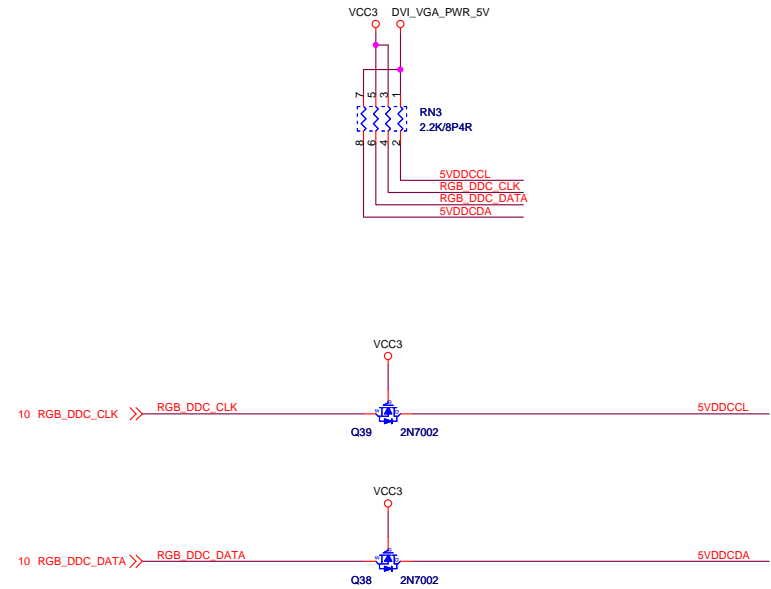 VCC3 DVI_VGA_PWR_5V
7 5 3 1
RN3
2.2K/8P4R
8 6 4 2
5VDDCCL
RGB_DDC_CLK
RGB_DDC_DATA
5VDDCDA
VCC3
10 RGB_DDC_CLK RGB_DDC_CLK 5VDDCCL
Q39 2N7002
VCC3
10 RGB_DDC_DATA RGB_DDC_DATA 5VDDCDA
Q38 2N7002